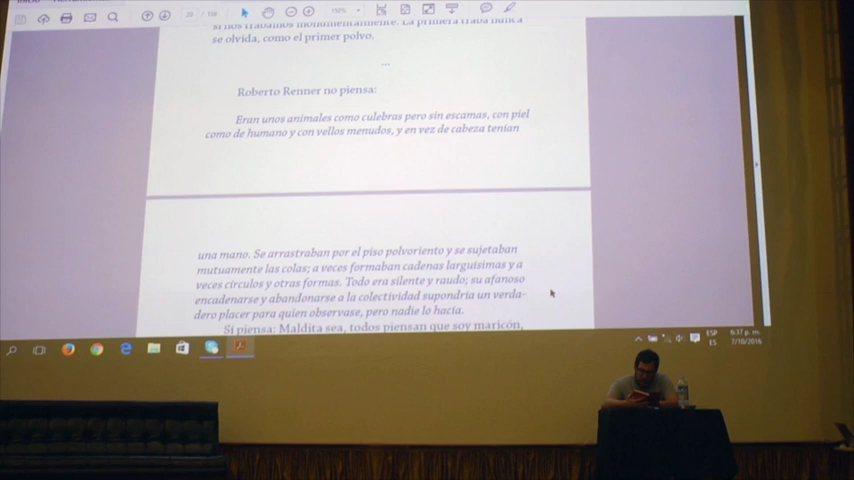 20 / 156
150%
si nos trabamos monumentalmente. La primera traba nunca
se olvida, como el primer polvo.
...
Roberto Renner no piensa:
Eran unos animales como culebras pero sin escamas, con piel
como de humano y con vellos menudos, y en vez de cabeza tenían
una mano. Se arrastraban por el piso polvoriento y se sujetaban
mutuamente las colas; a veces formaban cadenas larguísimas y a
veces círculos y otras formas. Todo era silente y raudo; su afanoso
encadenarse y abandonarse a la colectividad supondría un verda-
dero placer para quien observase, pero nadie lo hacía.
Sí piensa: Maldita sea, todos piensan que soy maricón,
ESP
ES
6:37 p. m.
7/10/2016